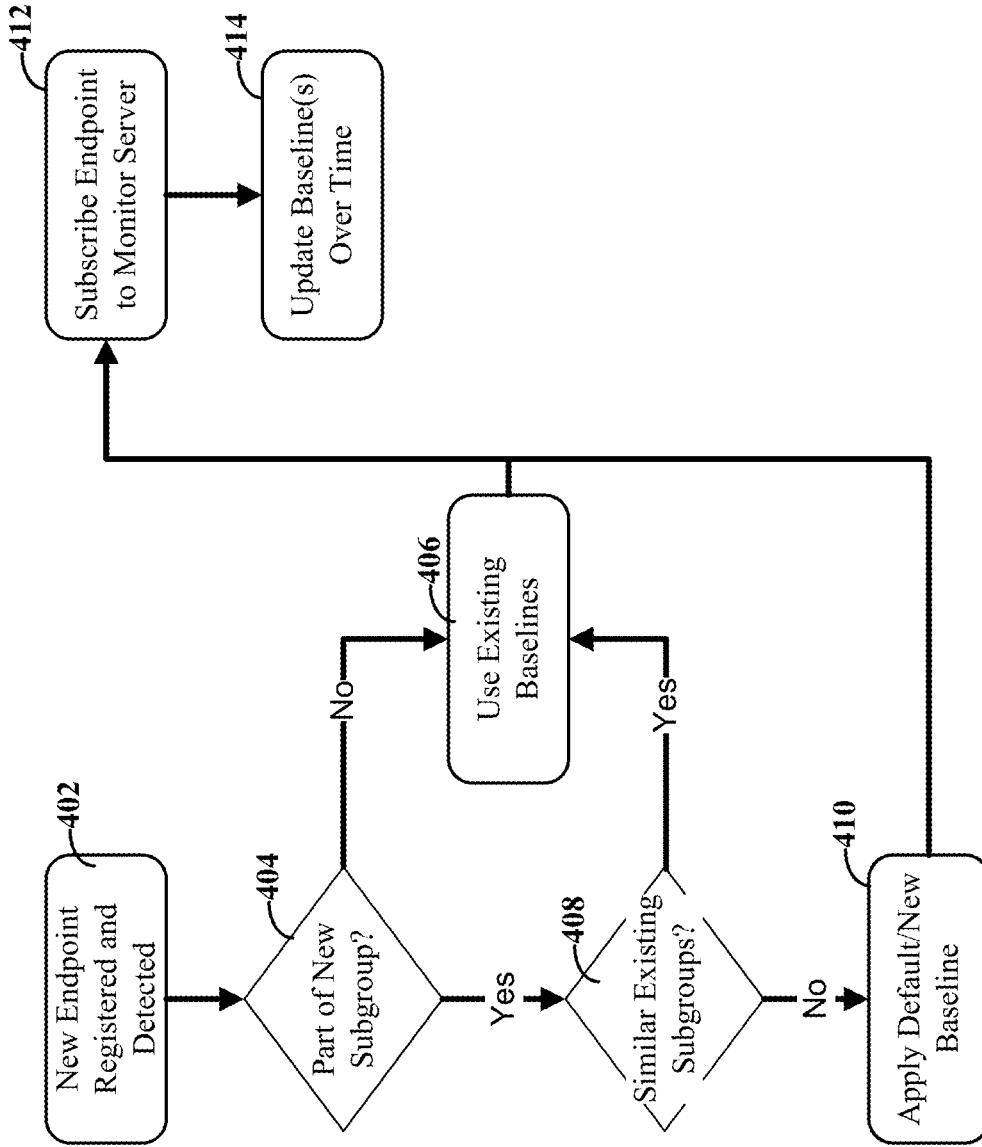 402
New Endpoint
Registered and
Detected
404
Part of New
Subgroup?
No
Yes
406
Use Existing
Baselines
408
Similar Existing
Subgroups?
Yes
No
410
Apply Default/New
Baseline
412
Subscribe Endpoint
to Monitor Server
414
Update Baseline(s)
Over Time